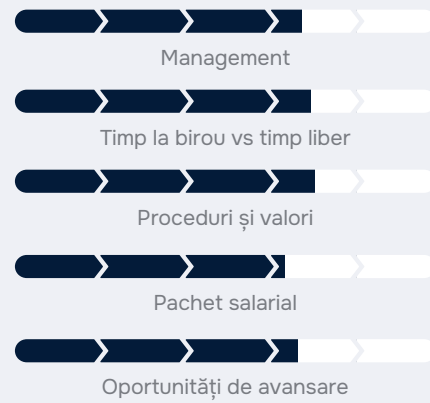 Management
Timp la birou vs timp liber
Proceduri și valori
Pachet salarial
Oportunități de avansare